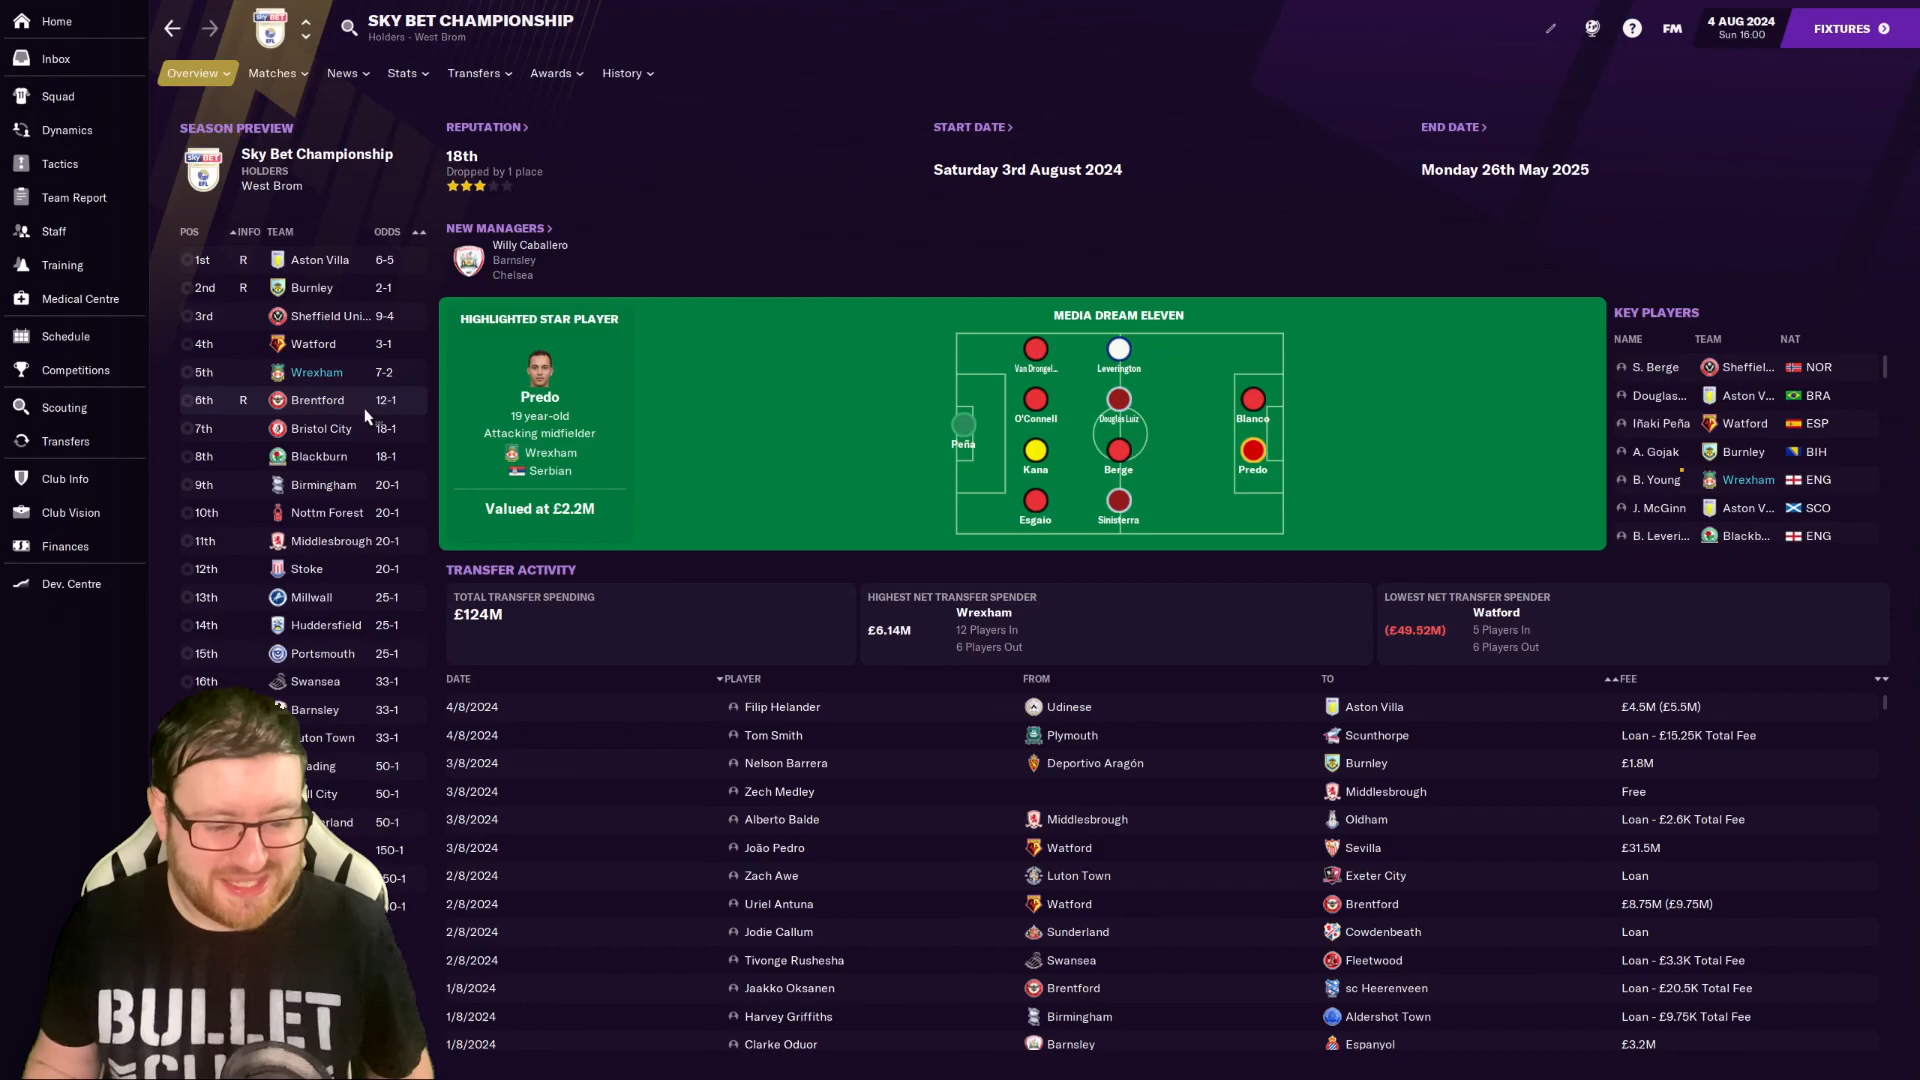 Home
Inbox
Squad
Dynamics
Tactics
Team Report
Staff
Training
Medical Centre
Schedule
Competitions
Scouting
Transfers
Club Info
Club Vision
Finances
Dev. Centre
SKY BET CHAMPIONSHIP
Holders - West Brom
FM
4 AUG 2024
Sun 16:00
FIXTURES
Overview
Matches
News
Stats
Transfers
Awards
History
SEASON PREVIEW
Sky Bet Championship
HOLDERS
West Brom
REPUTATION
18th
Dropped by 1 place
START DATE
Saturday 3rd August 2024
END DATE
Monday 26th May 2025
NEW MANAGERS
Willy Caballero
Barnsley
Chelsea
POS INFO TEAM ODDS
1st R Aston Villa 6-5
2nd R Burnley 2-1
3rd Sheffield Uni... 9-4
4th Watford 3-1
5th Wrexham 7-2
6th R Brentford 12-1
7th Bristol City 18-1
8th Blackburn 18-1
9th Birmingham 20-1
10th Nottm Forest 20-1
11th Middlesbrough 20-1
12th Stoke 20-1
13th Millwall 25-1
14th Huddersfield 25-1
15th Portsmouth 25-1
16th Swansea 33-1
Barnsley 33-1
uton Town 33-1
ading 50-1
ll City 50-1
erland 50-1
150-1
50-1
0-1
HIGHLIGHTED STAR PLAYER
Predo
19 year-old
Attacking midfielder
Wrexham
Serbian
Valued at £2.2M
MEDIA DREAM ELEVEN
Van Drongel... Leverington
O'Connell Douglas Luiz Blanco
Peña
Kana Berge Predo
Esgaio Sinisterra
KEY PLAYERS
NAME TEAM NAT
S. Berge Sheffiel... NOR
Douglas... Aston V... BRA
Iñaki Peña Watford ESP
A. Gojak Burnley BIH
B. Young Wrexham ENG
J. McGinn Aston V... SCO
B. Leveri... Blackb... ENG
TRANSFER ACTIVITY
TOTAL TRANSFER SPENDING
£124M
HIGHEST NET TRANSFER SPENDER
Wrexham
£6.14M 12 Players In
6 Players Out
LOWEST NET TRANSFER SPENDER
Watford
(£49.52M) 5 Players In
6 Players Out
DATE PLAYER FROM TO FEE
4/8/2024 Filip Helander Udinese Aston Villa £4.5M (£5.5M)
4/8/2024 Tom Smith Plymouth Scunthorpe Loan - £15.25K Total Fee
3/8/2024 Nelson Barrera Deportivo Aragón Burnley £1.8M
3/8/2024 Zech Medley Middlesbrough Free
3/8/2024 Alberto Balde Middlesbrough Oldham Loan - £2.6K Total Fee
3/8/2024 João Pedro Watford Sevilla £31.5M
2/8/2024 Zach Awe Luton Town Exeter City Loan
2/8/2024 Uriel Antuna Watford Brentford £8.75M (£9.75M)
2/8/2024 Jodie Callum Sunderland Cowdenbeath Loan
2/8/2024 Tivonge Rushesha Swansea Fleetwood Loan - £3.3K Total Fee
1/8/2024 Jaakko Oksanen Brentford sc Heerenveen Loan - £20.5K Total Fee
1/8/2024 Harvey Griffiths Birmingham Aldershot Town Loan - £9.75K Total Fee
1/8/2024 Clarke Oduor Barnsley Espanyol £3.2M
BULLET